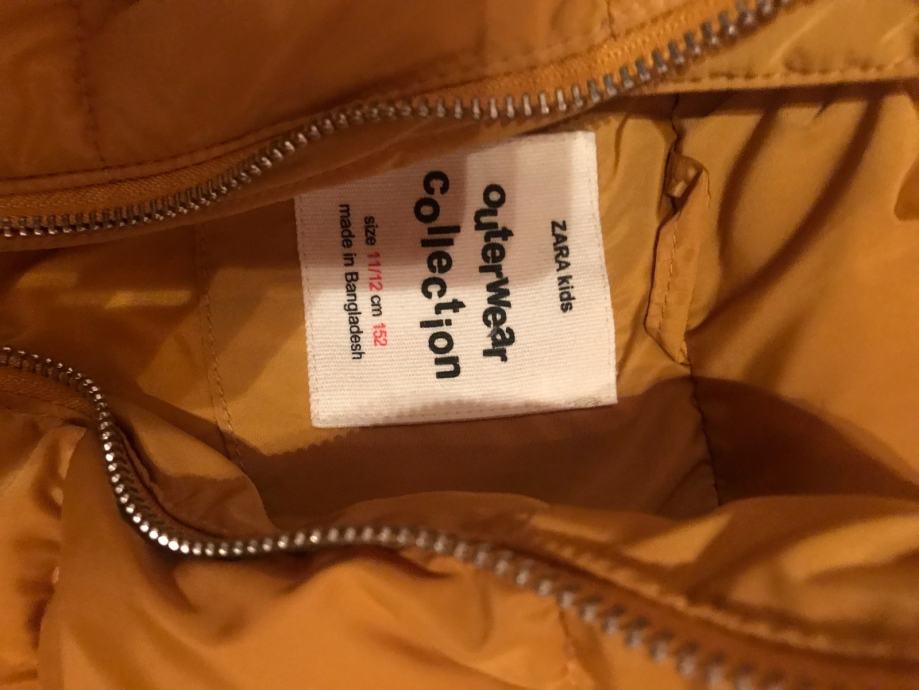 ZARA kids
outerwear
collection
size 11/12 cm 152
made in Bangladesh